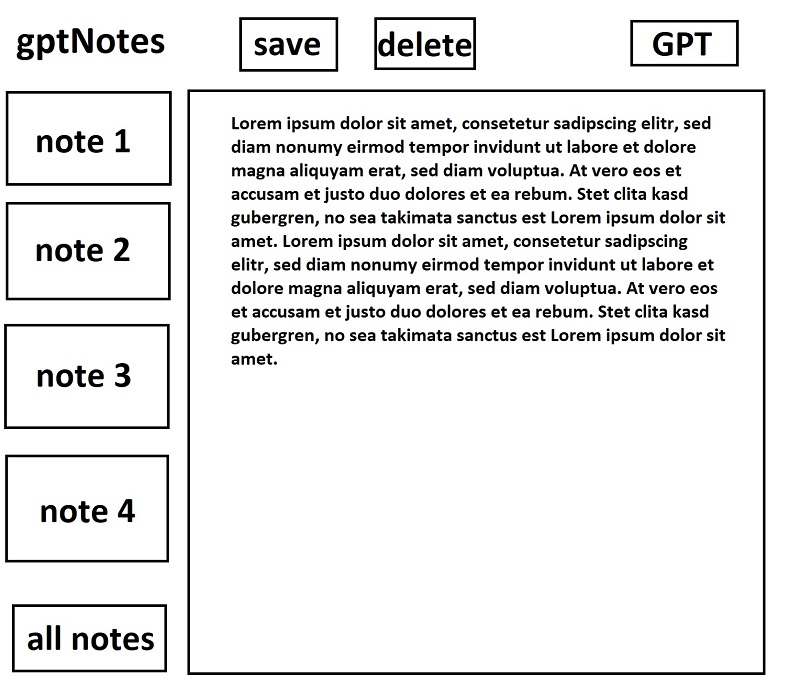 gptNotes
save
delete
GPT
note 1
note 2
note 3
note 4
all notes
Lorem ipsum dolor sit amet, consetetur sadipscing elitr, sed
diam nonumy eirmod tempor invidunt ut labore et dolore
magna aliquyam erat, sed diam voluptua. At vero eos et
accusam et justo duo dolores et ea rebum. Stet clita kasd
gubergren, no sea takimata sanctus est Lorem ipsum dolor sit
amet. Lorem ipsum dolor sit amet, consetetur sadipscing
elitr, sed diam nonumy eirmod tempor invidunt ut labore et
dolore magna aliquyam erat, sed diam voluptua. At vero eos
et accusam et justo duo dolores et ea rebum. Stet clita kasd
gubergren, no sea takimata sanctus est Lorem ipsum dolor sit
amet.